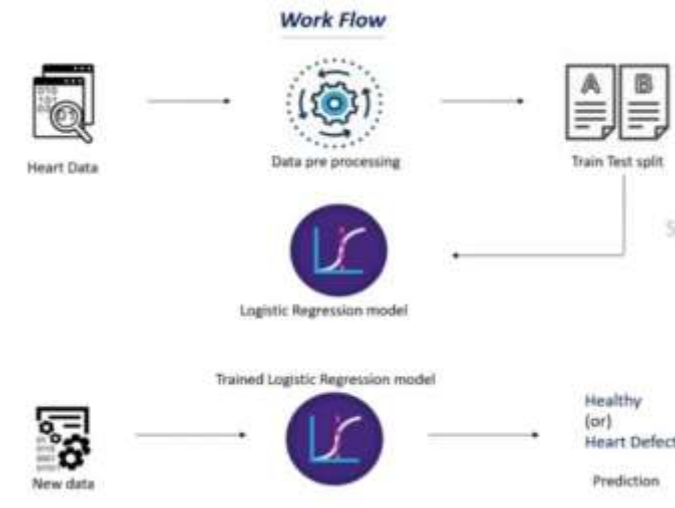 Work Flow
Heart Data
Data pre processing
A B
Train Test split
Logistic Regression model
Trained Logistic Regression model
New data
Healthy
(or)
Heart Defect
Prediction